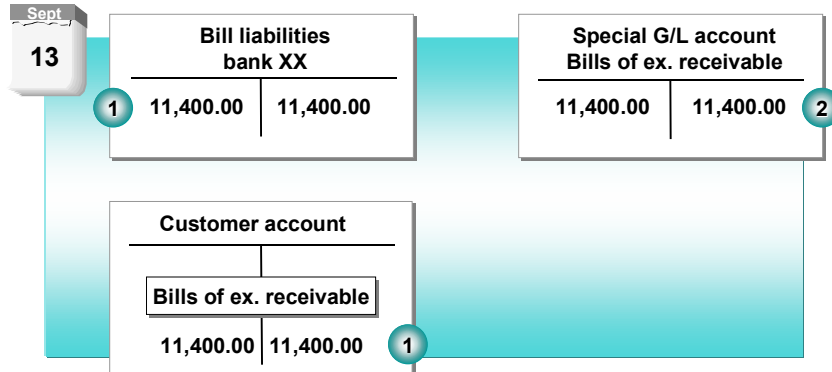 Sept
13
Bill liabilities
bank XX
1
11,400.00 11,400.00
Special G/L account
Bills of ex. receivable
11,400.00 11,400.00
2
Customer account
Bills of ex. receivable
11,400.00 11,400.00
1